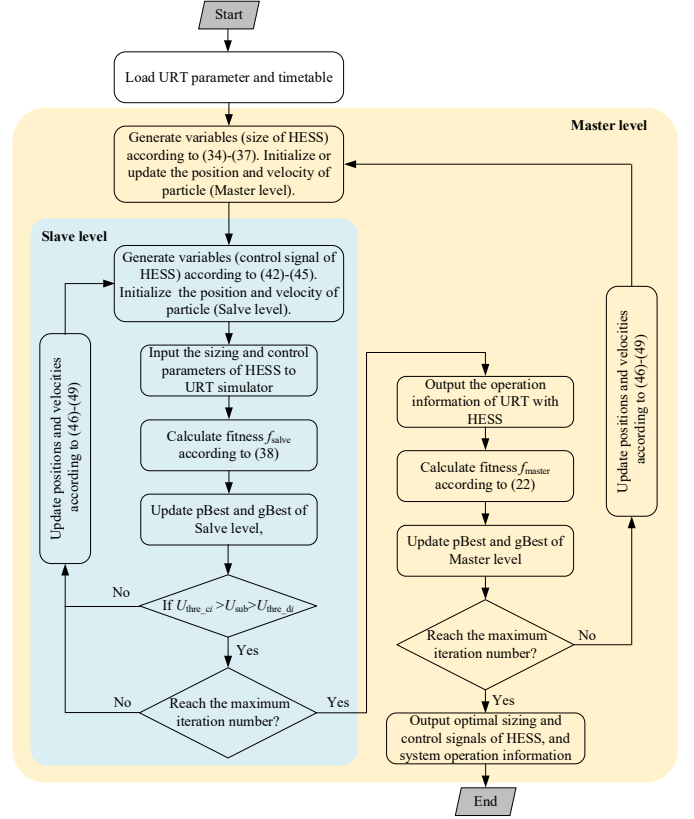 Start
Load URT parameter and timetable
Master level
Generate variables (size of HESS)
according to (34)-(37). Initialize or
update the position and velocity of
particle (Master level).
Slave level
Generate variables (control signal of
HESS) according to (42)-(45).
Initialize the position and velocity of
particle (Salve level).
Input the sizing and control
parameters of HESS to
URT simulator
Calculate fitness fsalve
according to (38)
Update pBest and gBest of
Salve level,
If Uthre_ci >Usub>Uthre_di
No
Yes
Reach the maximum
iteration number?
No
Yes
Update positions and velocities
according to (46)-(49)
Output the operation
information of URT with
HESS
Calculate fitness fmaster
according to (22)
Update pBest and gBest of
Master level
Reach the maximum
iteration number?
No
Yes
Update positions and velocities
according to (46)-(49)
Output optimal sizing and
control signals of HESS, and
system operation information
End